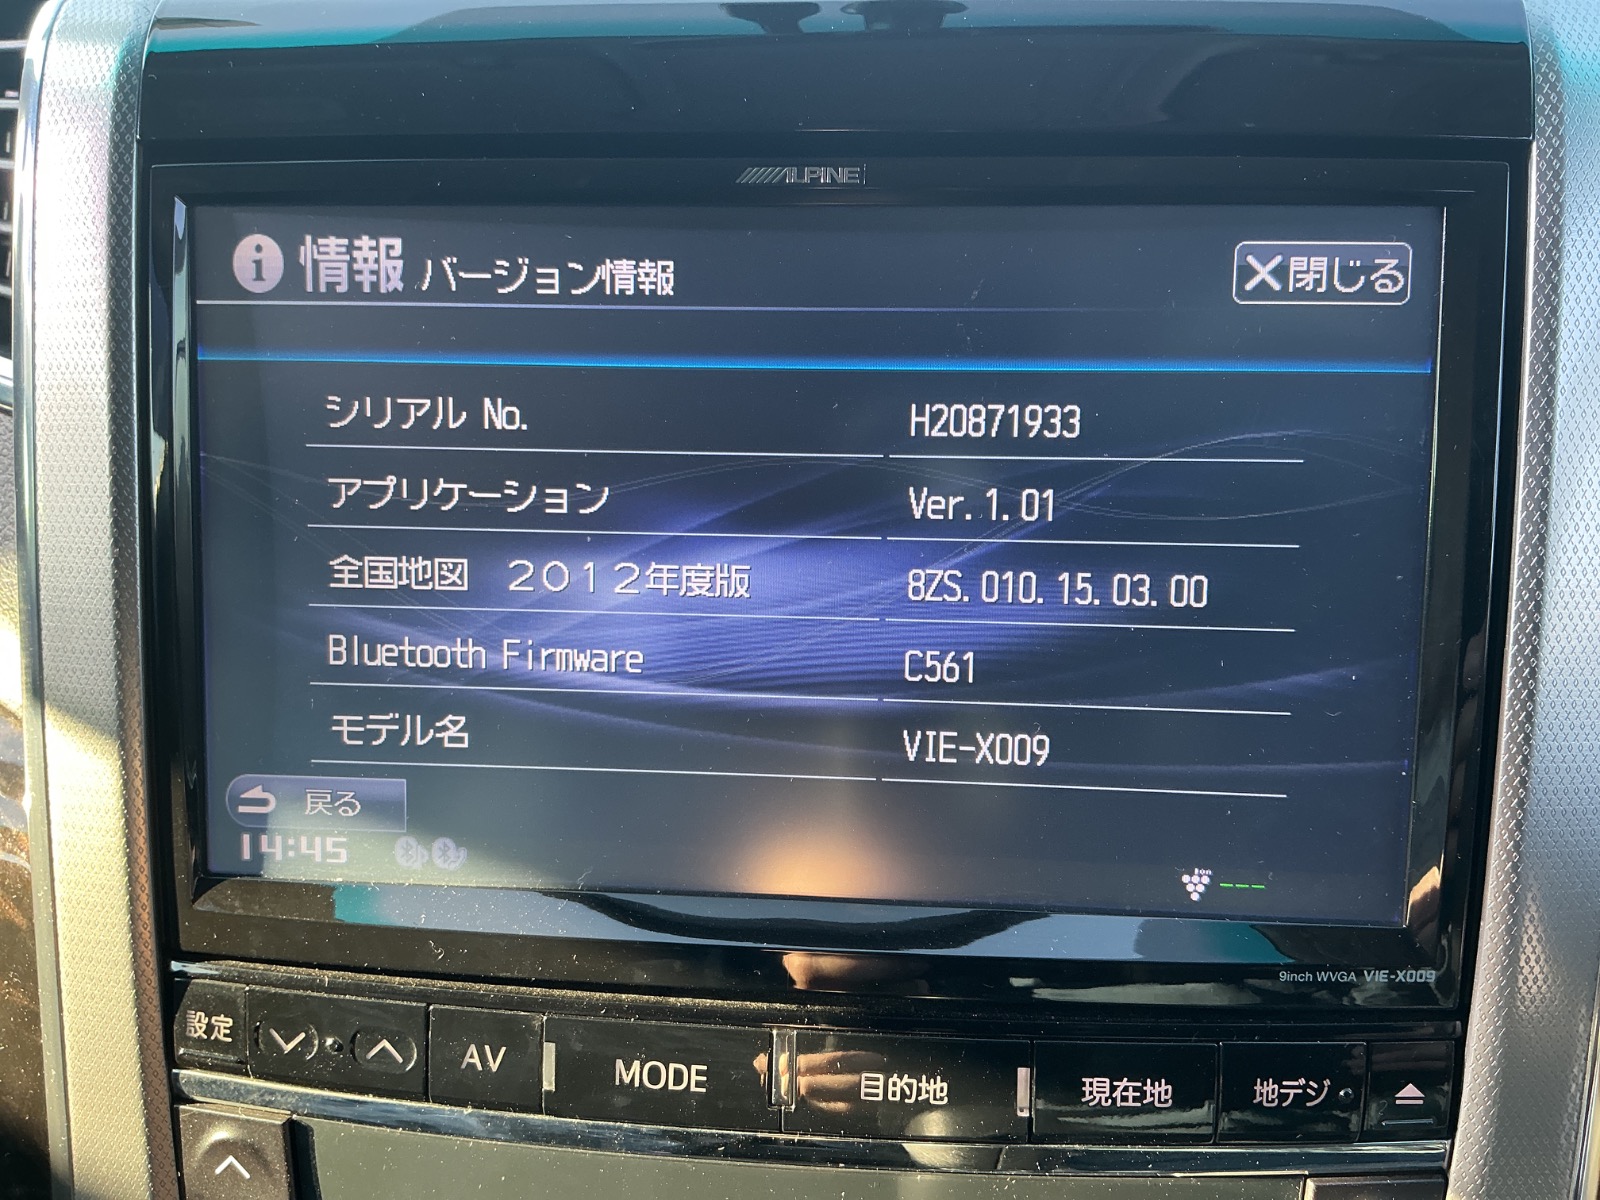 ALPINE
情報 バージョン情報
×閉じる
シリアル No. H20871933
アプリケーション Ver. 1. 01
全国地図 ２０１２年度版 8ZS. 010. 15. 03. 00
Bluetooth Firmware C561
モデル名 VIE-X009
戻る
14:45
ion ---
9inch WVGA VIE-X009
設定 AV MODE 目的地 現在地 地デジ